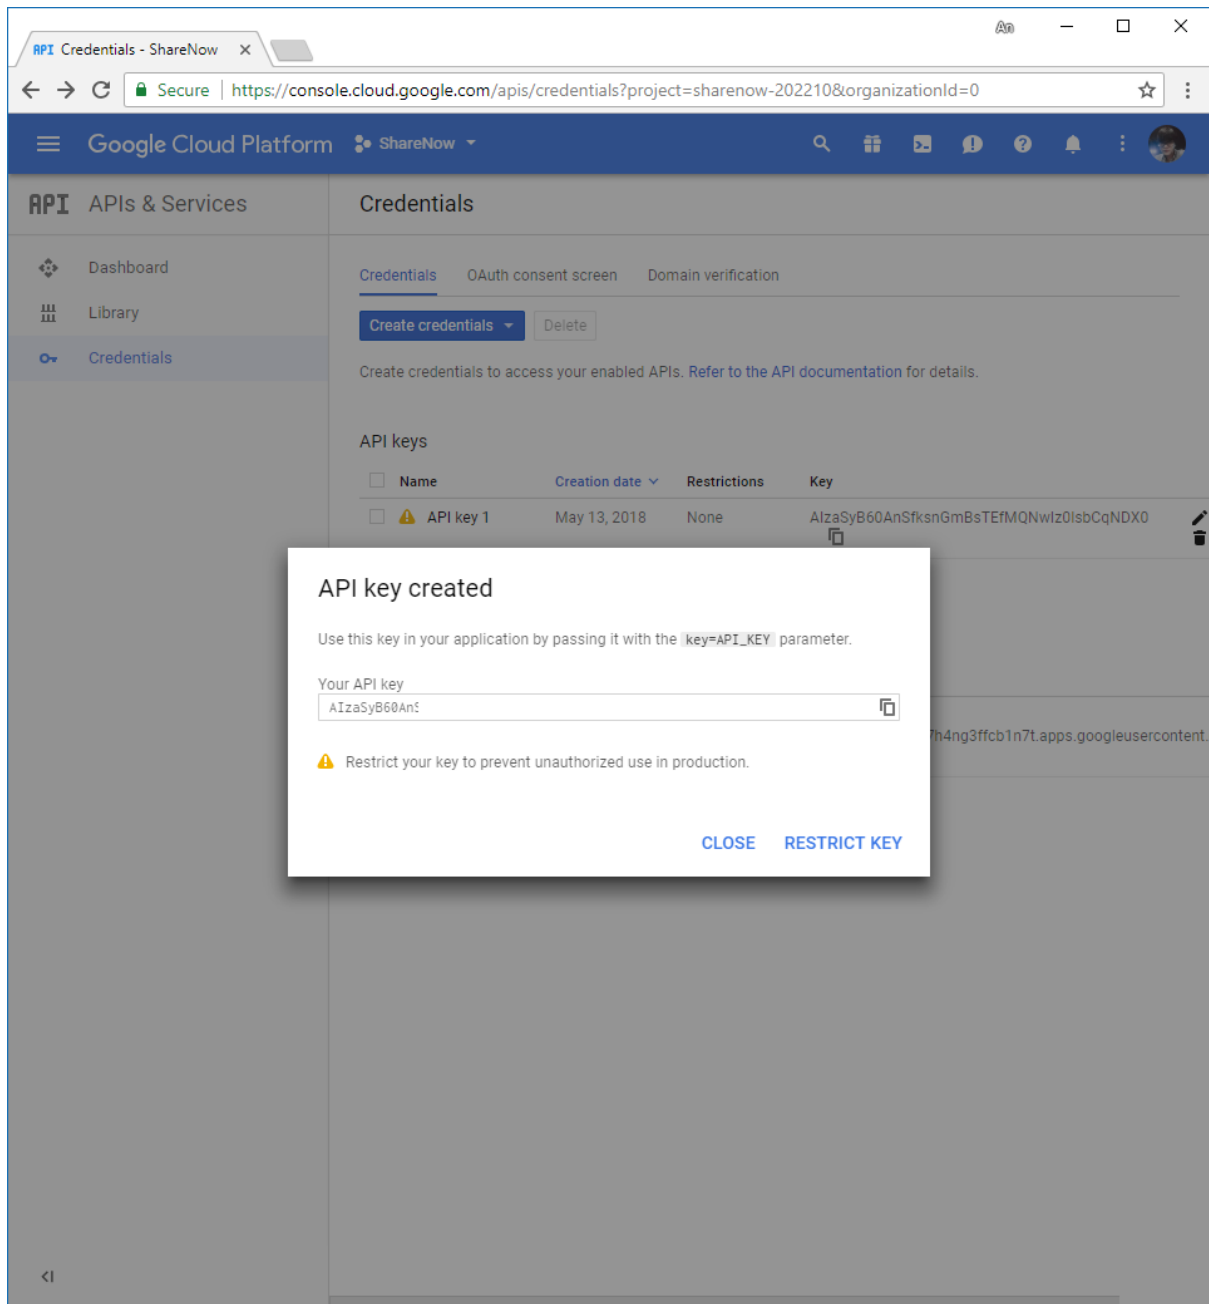 API Credentials - ShareNow
Secure https://console.cloud.google.com/apis/credentials?project=sharenow-202210&organizationId=0
Google Cloud Platform ShareNow
API APIs & Services
Credentials
Dashboard
Library
Credentials
Credentials OAuth consent screen Domain verification
Create credentials Delete
Create credentials to access your enabled APIs. Refer to the API documentation for details.
API keys
Name Creation date Restrictions Key
API key 1 May 13, 2018 None
API key created
Use this key in your application by passing it with the key=API_KEY parameter.
Your API key
Restrict your key to prevent unauthorized use in production.
CLOSE RESTRICT KEY
7h4ng3ffcb1n7t.apps.googleusercontent.